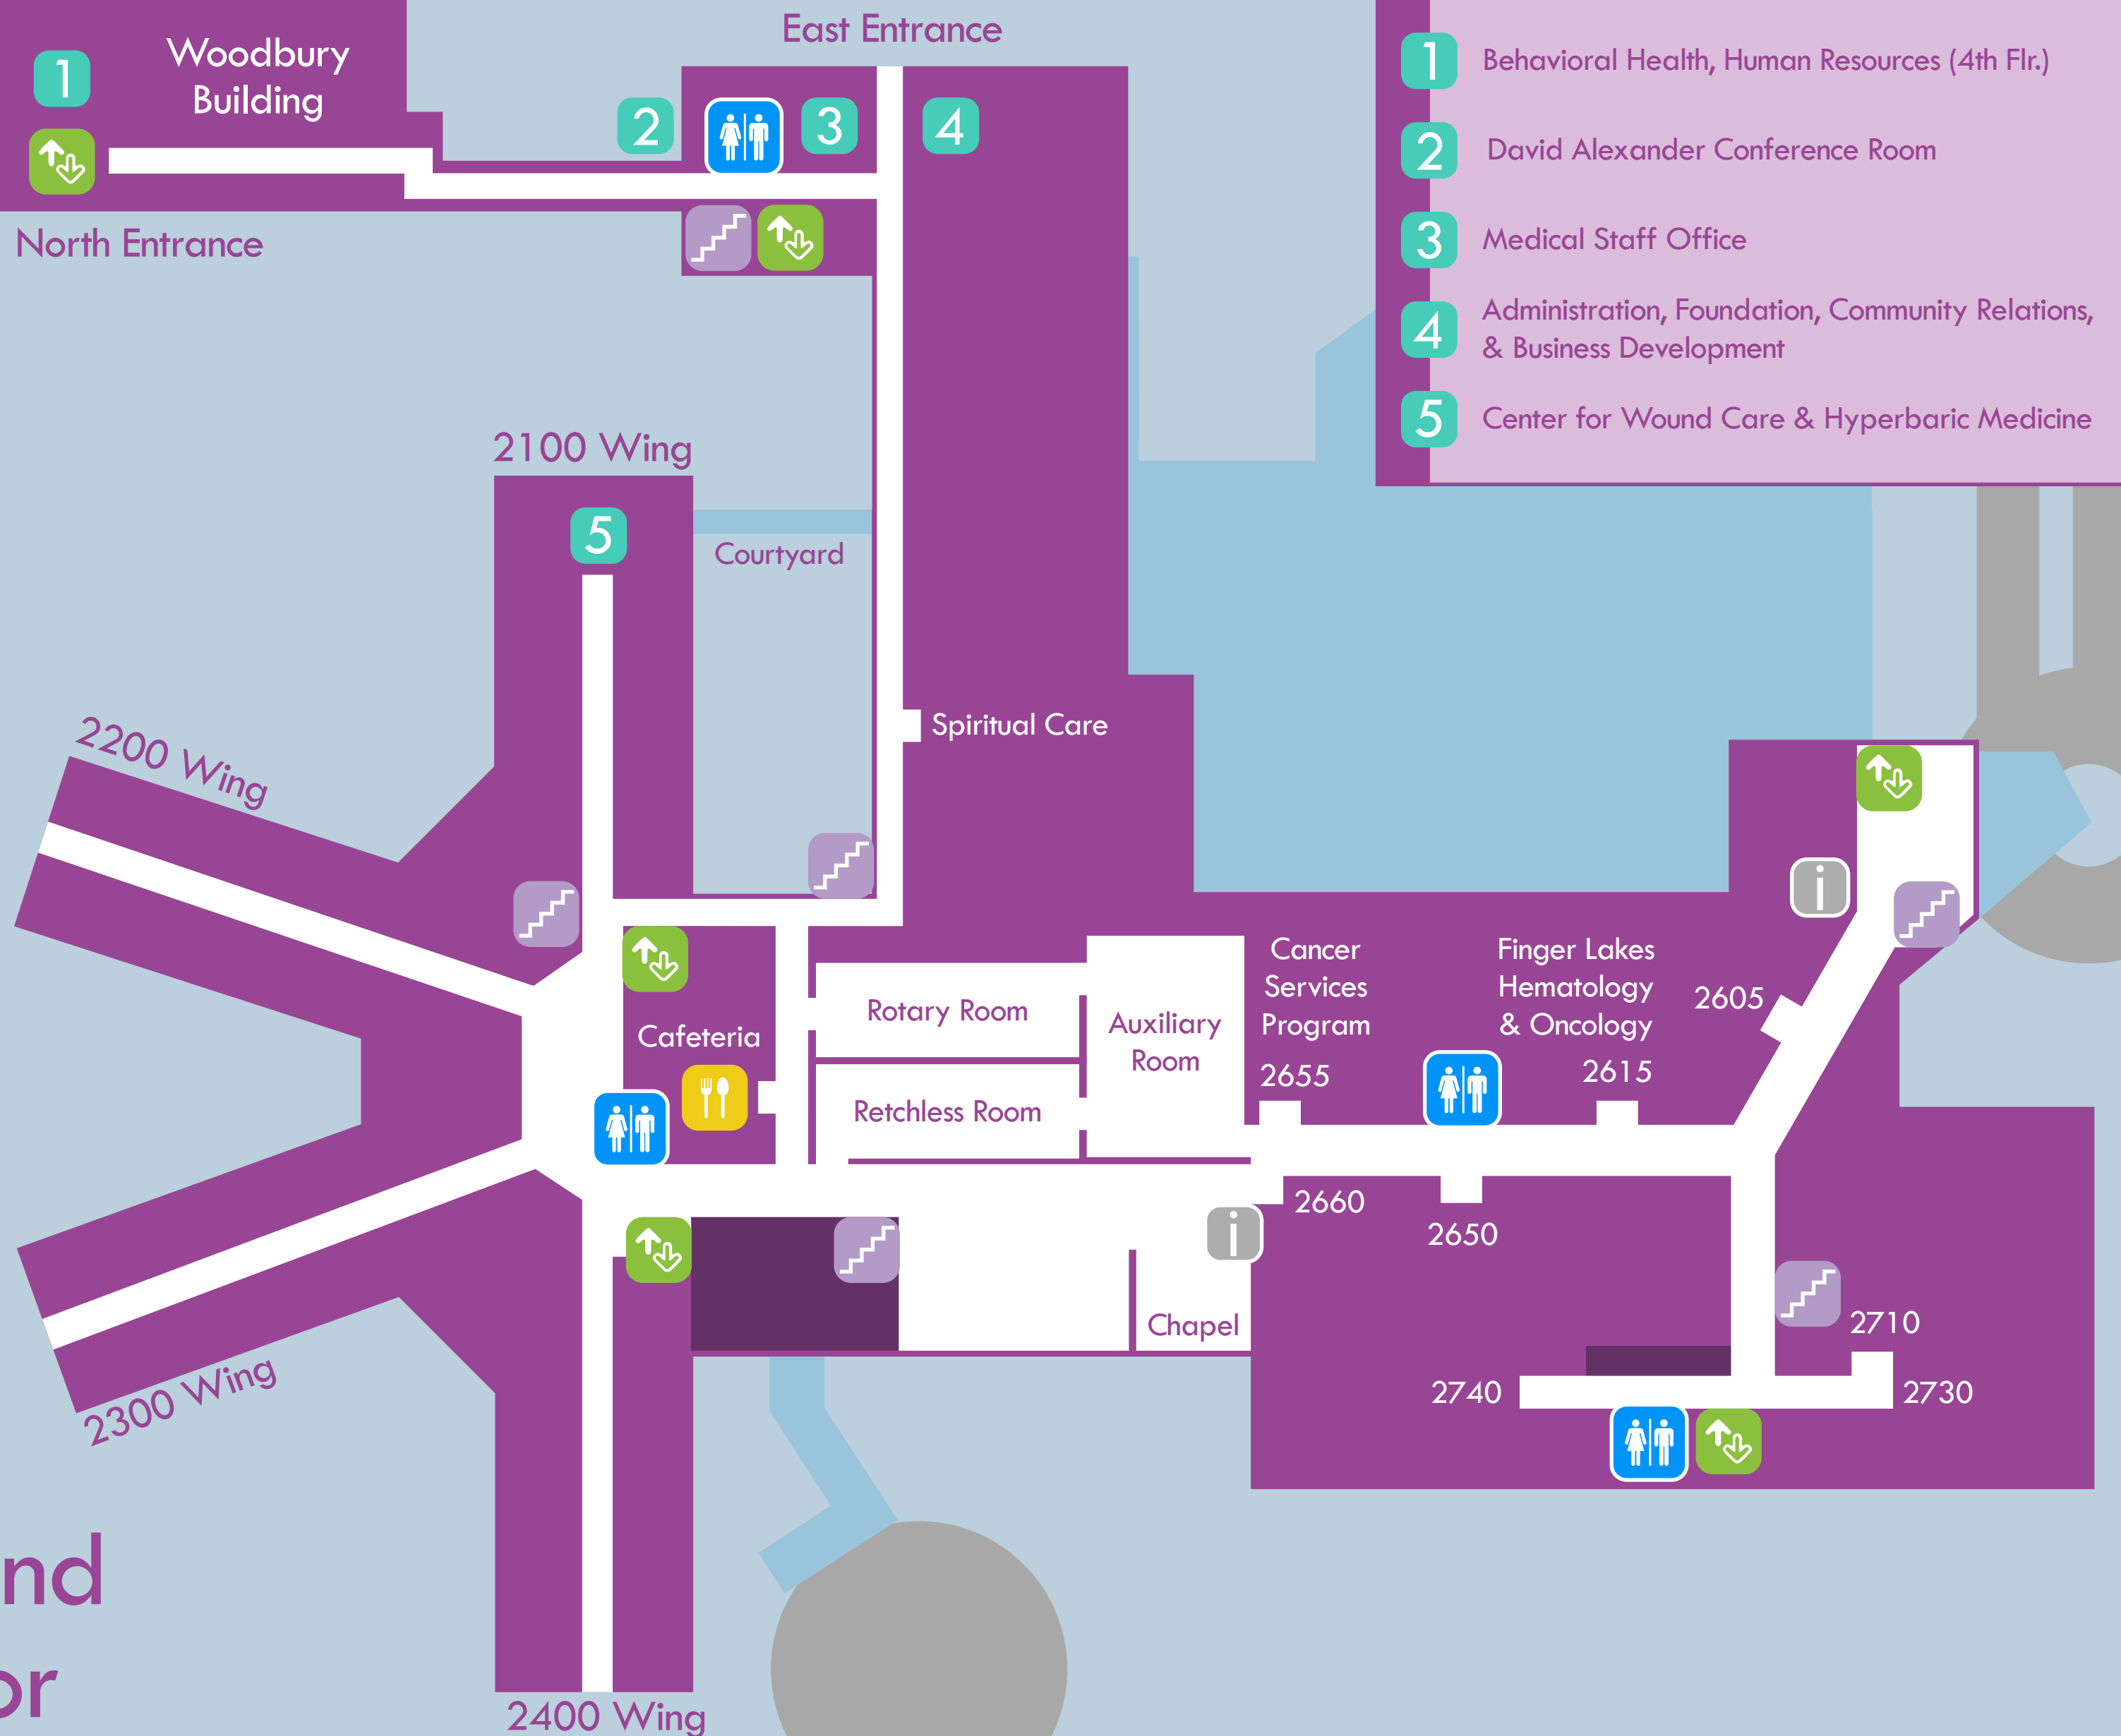 East Entrance
Woodbury
Building
1
2
3
4
North Entrance
1 Behavioral Health, Human Resources (4th Flr.)
2 David Alexander Conference Room
3 Medical Staff Office
4 Administration, Foundation, Community Relations,
& Business Development
5 Center for Wound Care & Hyperbaric Medicine
2100 Wing
5
Courtyard
2200 Wing
Spiritual Care
Cafeteria
Rotary Room
Retchless Room
Auxiliary
Room
Cancer
Services
Program
2655
Finger Lakes
Hematology
& Oncology
2615
2605
i
2660
2650
i
Chapel
2710
2740
2730
2300 Wing
2400 Wing
nd
or